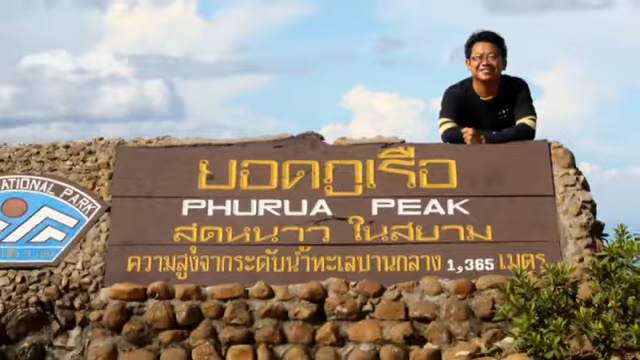 NATIONAL PARK
ยอดภูเรือ
PHURUA PEAK
สุดหนาว ในสยาม
ความสูงจากระดับน้ำทะเลปานกลาง 1,365 เมตร